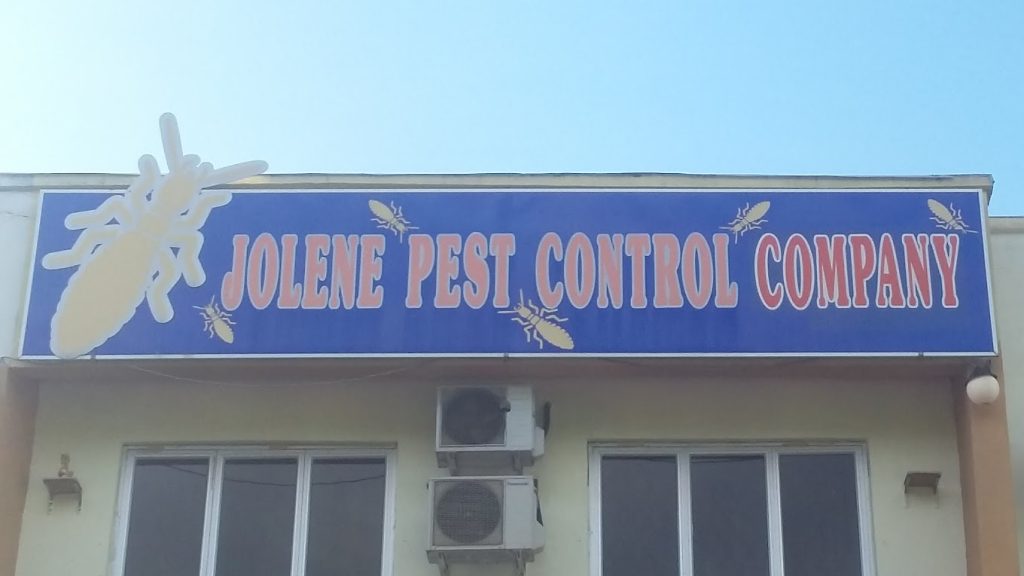 JOLENE PEST CONTROL COMPANY